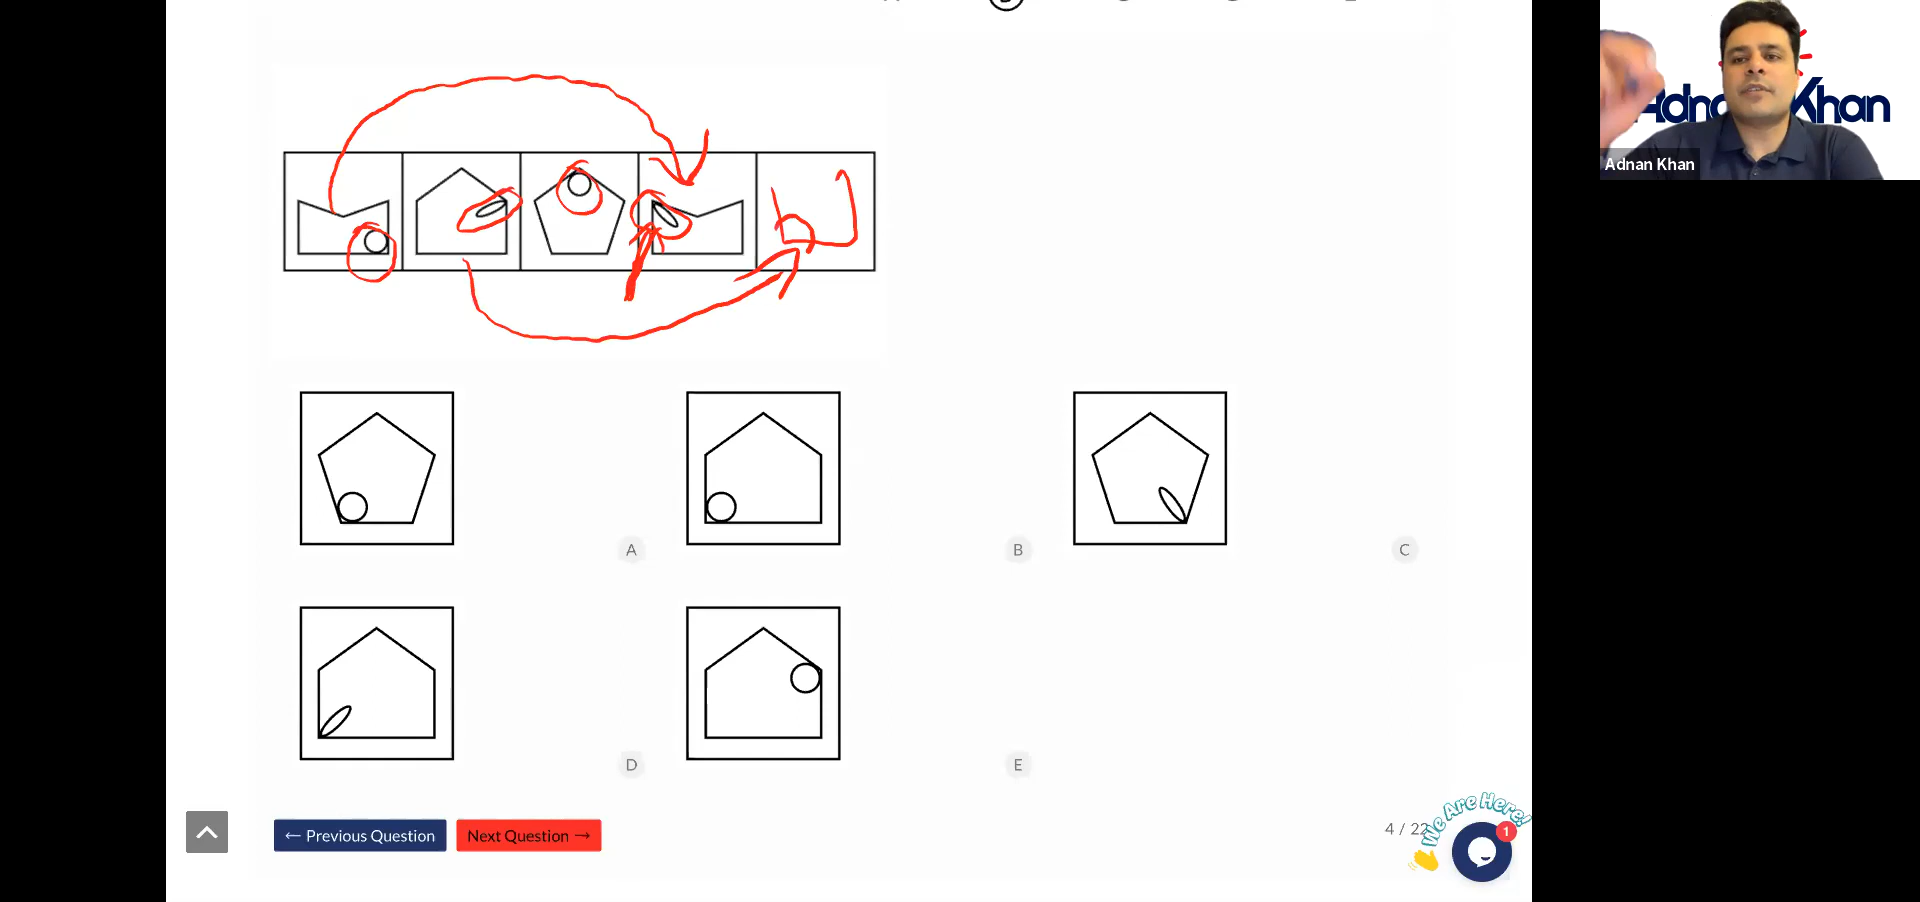 Adnan Khan
A
B
C
D
E
← Previous Question
Next Question →
4 / 22
We Are Here!
1